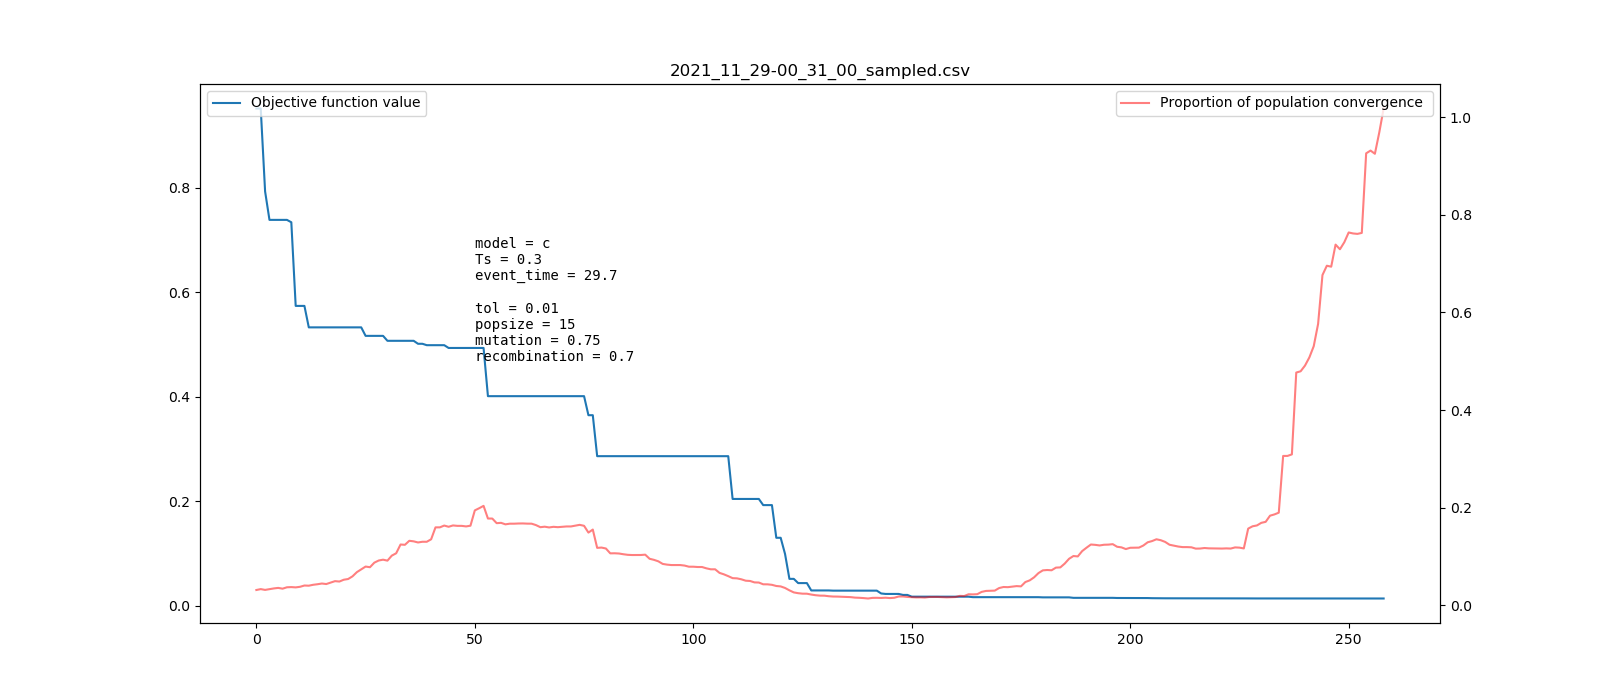 2021_11_29-00_31_00_sampled.csv
Objective function value
Proportion of population convergence
model = c
Ts = 0.3
event_time = 29.7
tol = 0.01
popsize = 15
mutation = 0.75
recombination = 0.7
0.8
0.6
0.4
0.2
0.0
1.0
0.8
0.6
0.4
0.2
0.0
0
50
100
150
200
250